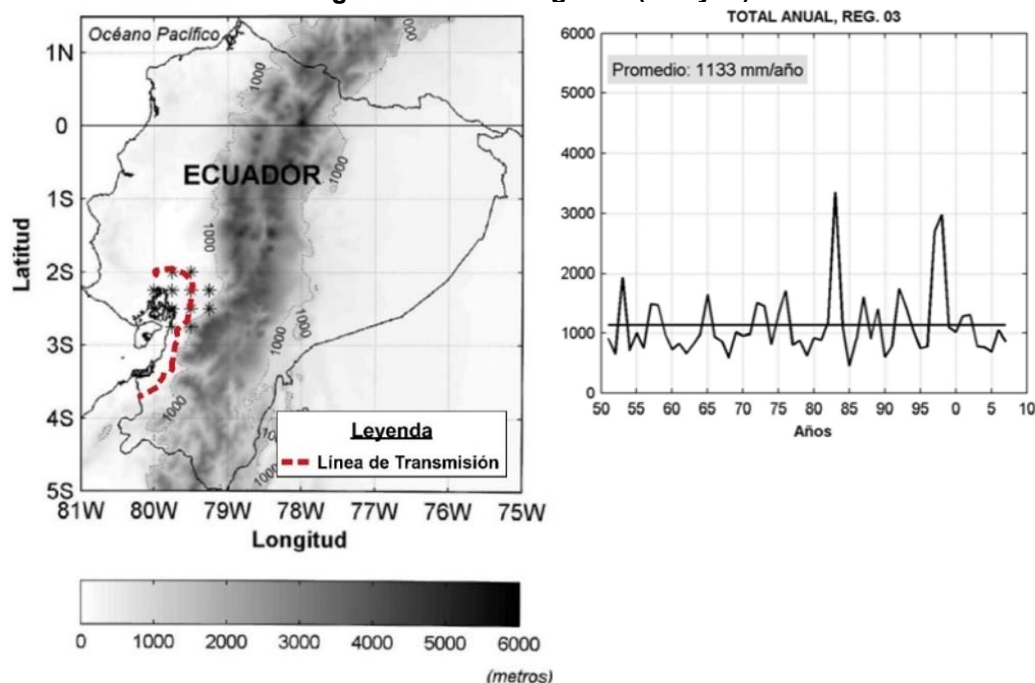 Océano Pacífico
1N
0
1S
2S
3S
4S
5S
Latitud
ECUADOR
1000
1000
1000
1000
1000
1000
Leyenda
Línea de Transmisión
81W 80W 79W 78W 77W 76W 75W
Longitud
0 1000 2000 3000 4000 5000 6000
(metros)
TOTAL ANUAL, REG. 03
Promedio: 1133 mm/año
6000
5000
4000
3000
2000
1000
0
50 55 60 65 70 75 80 85 90 95 0 5 10
Años